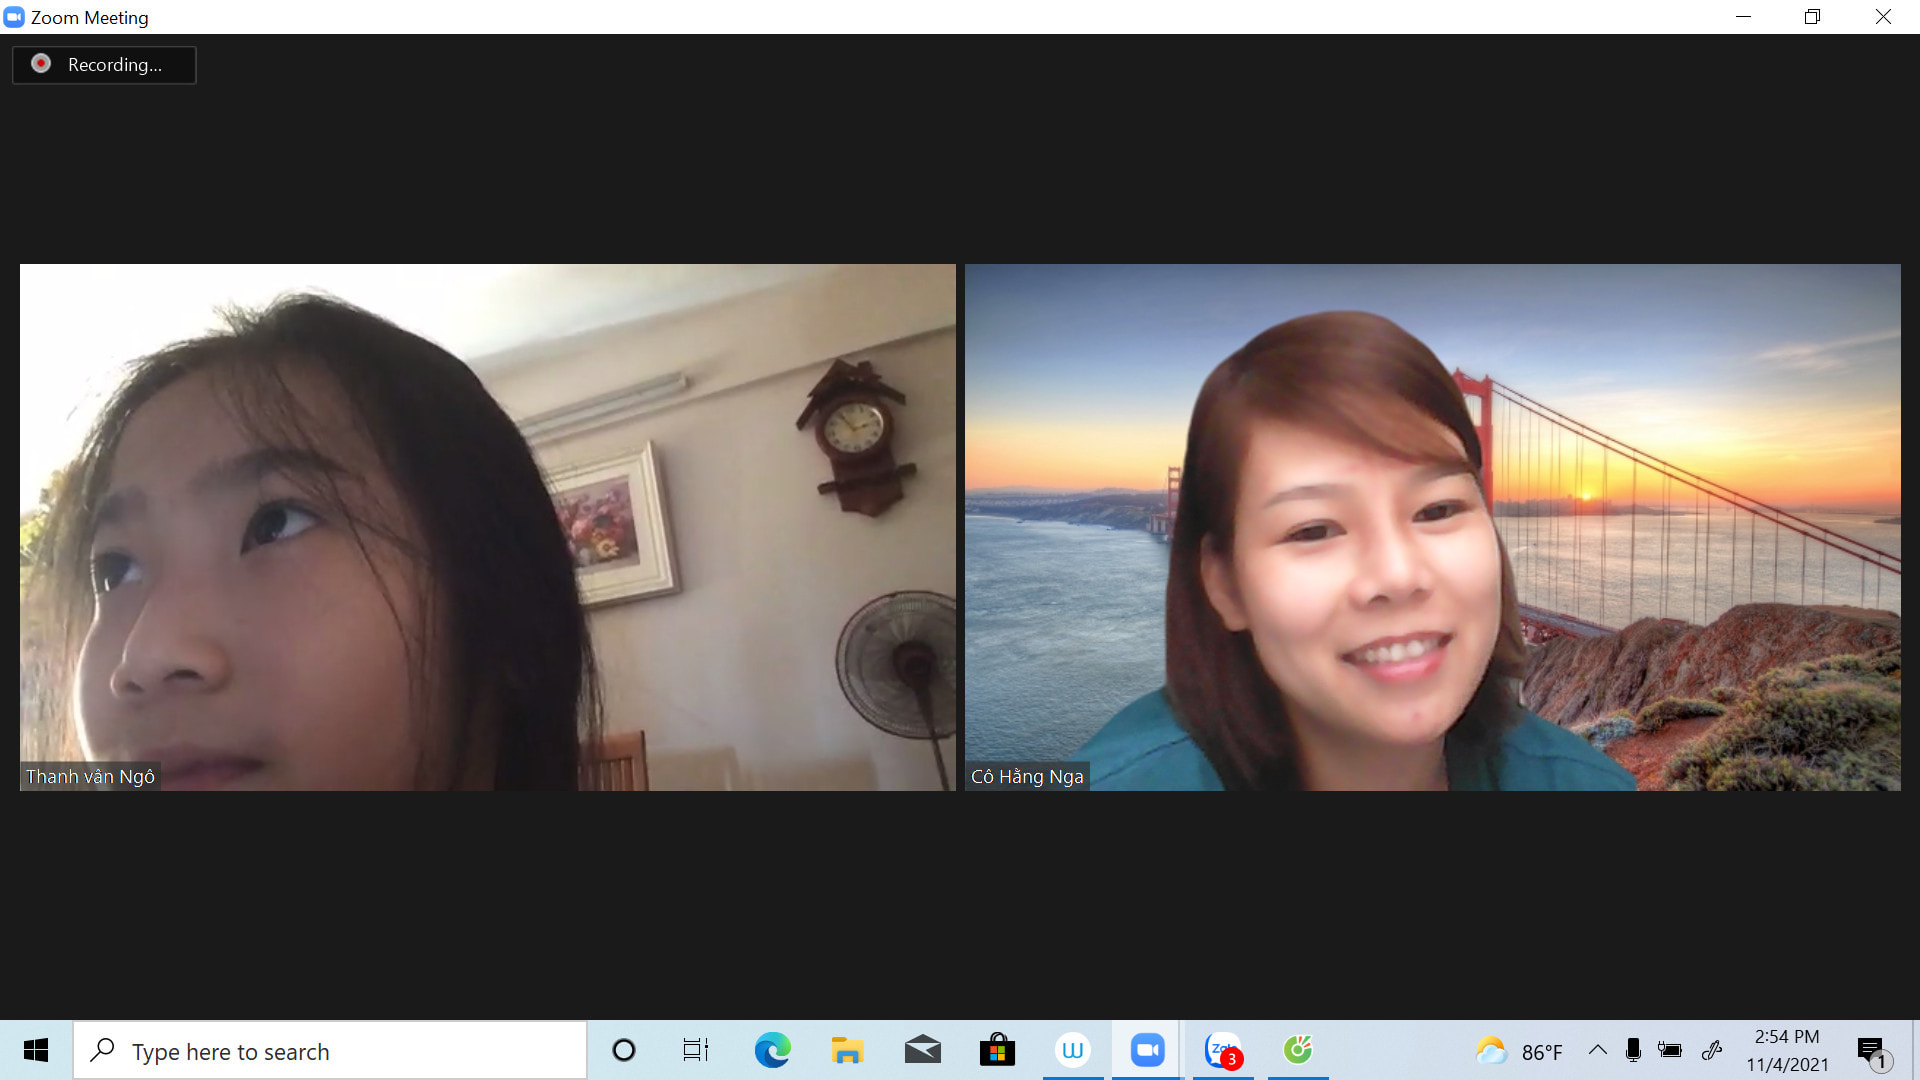 Zoom Meeting
Recording...
Thanh vân Ngô
Cô Hằng Nga
Type here to search
W
Zalo
3
86°F
2:54 PM
11/4/2021
1